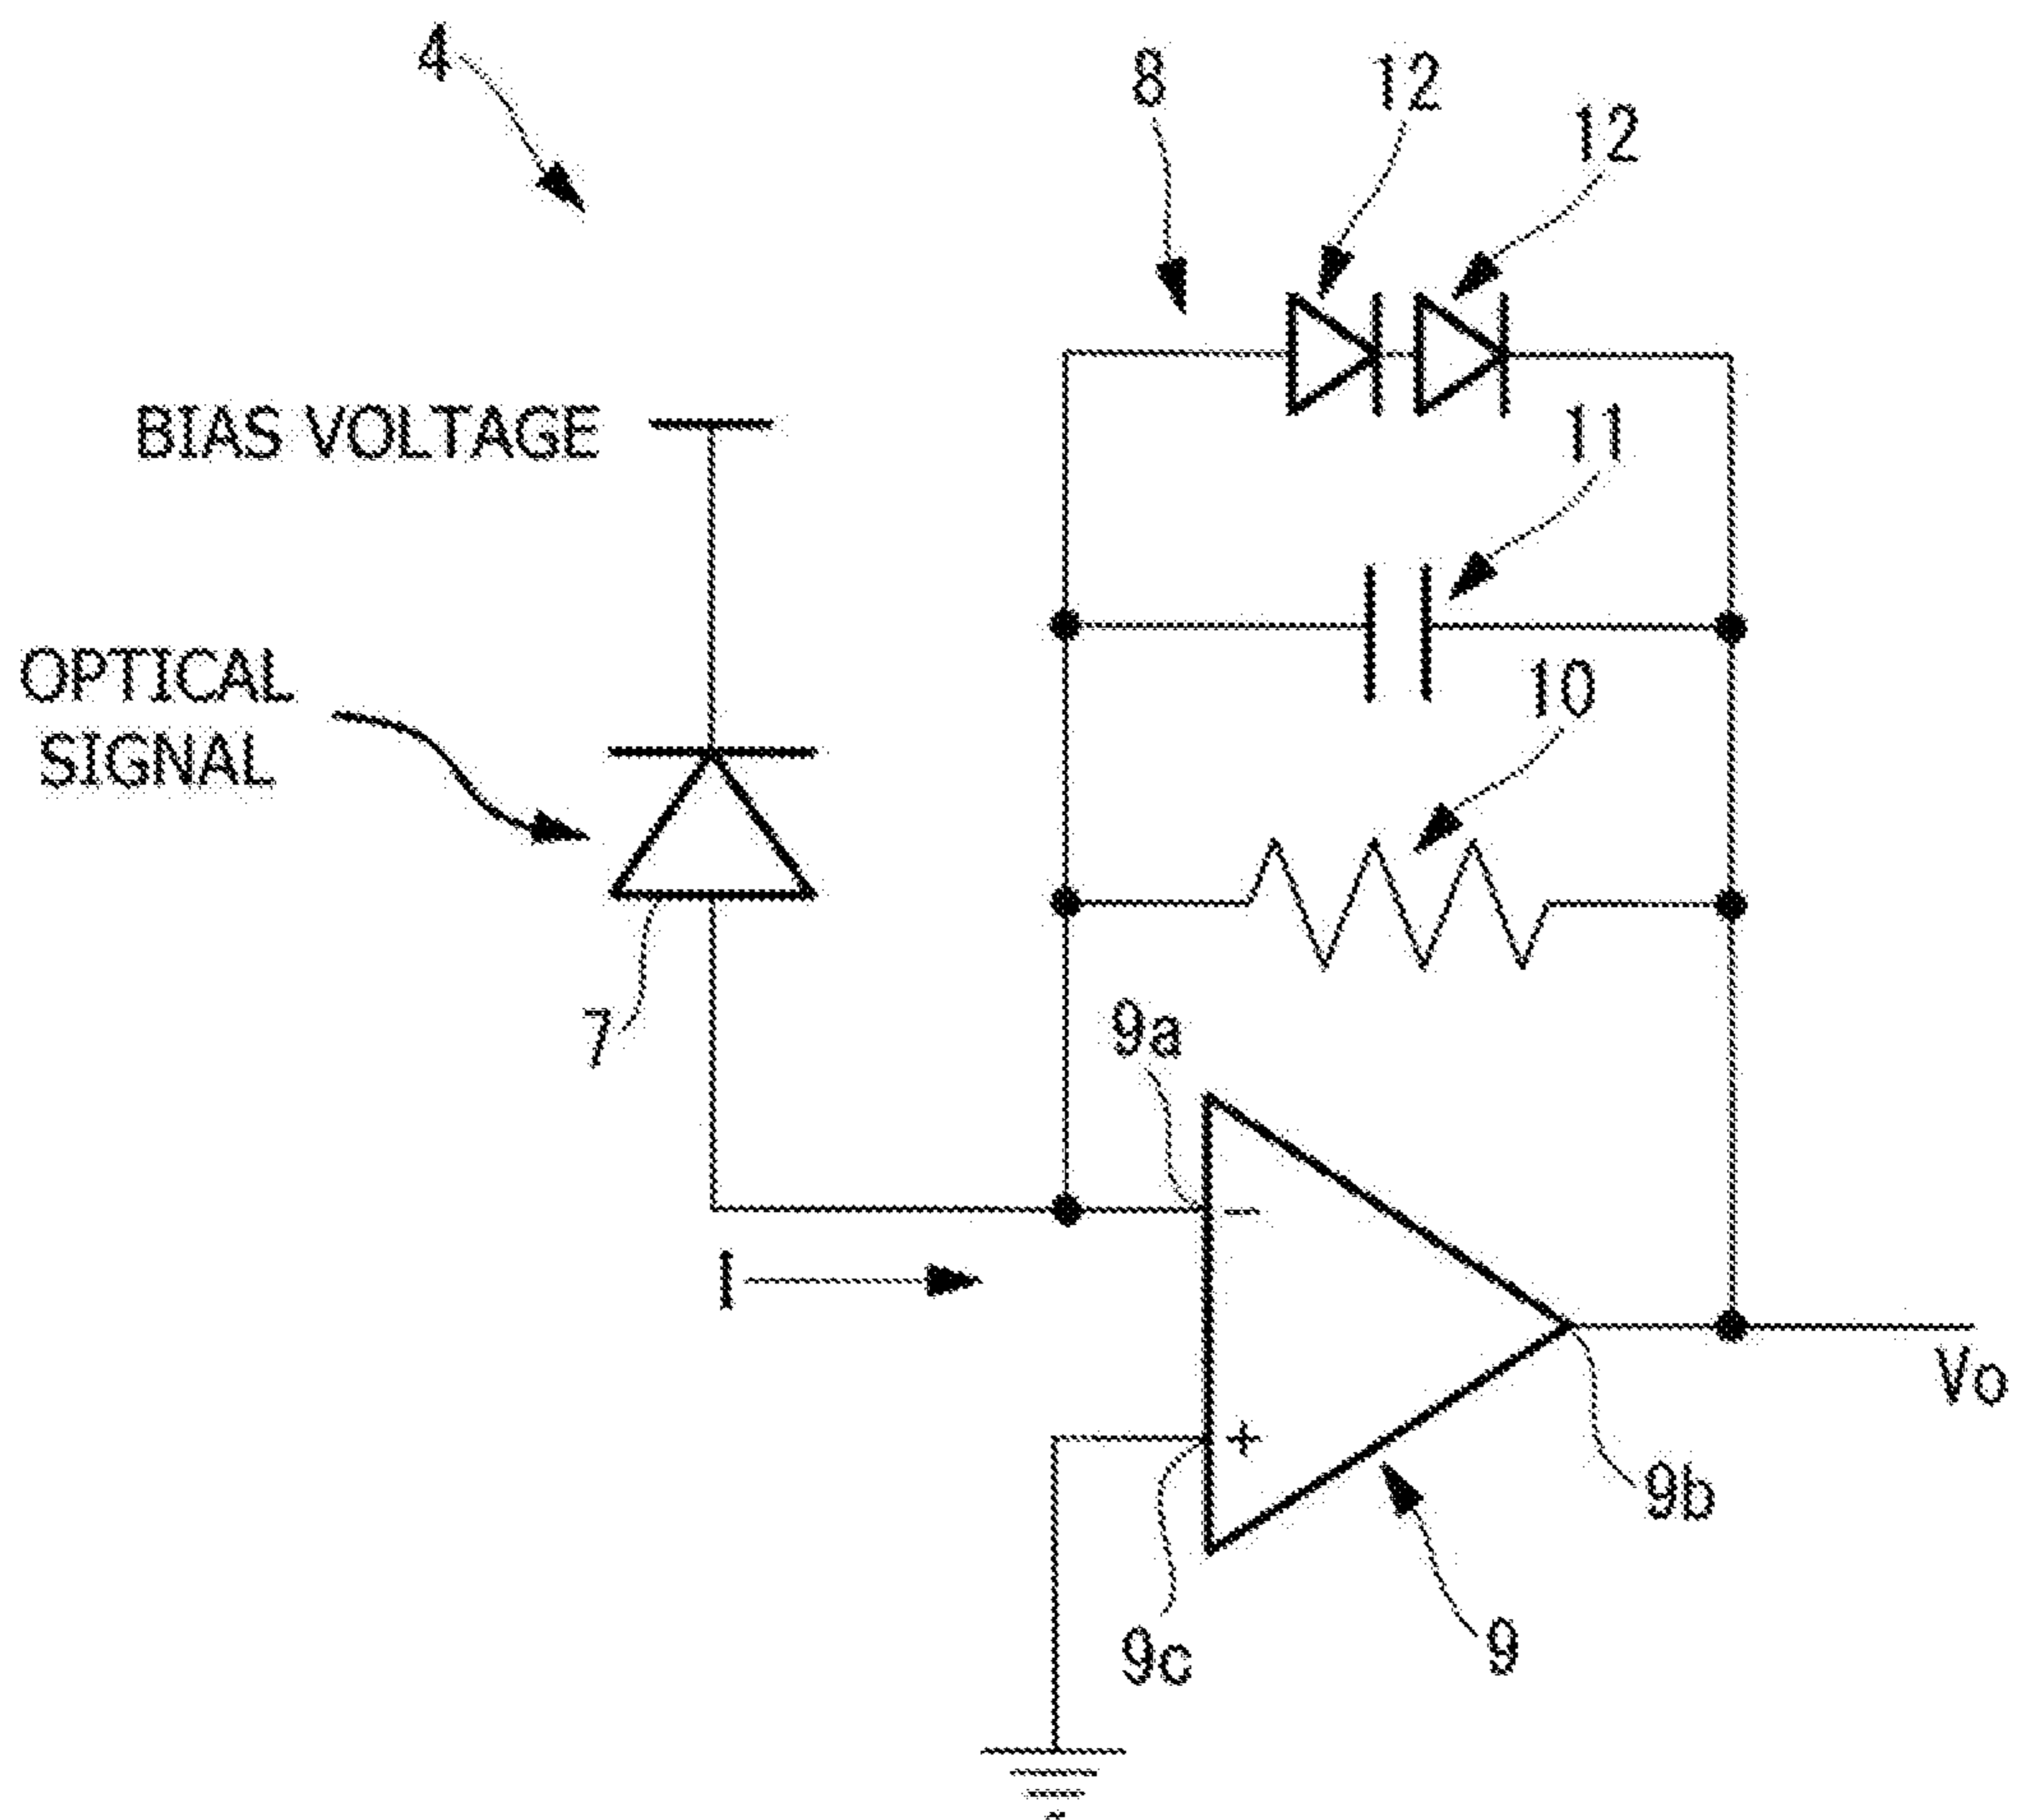 4
8
12
12
BIAS VOLTAGE
11
OPTICAL
SIGNAL
10
7
9a
−
I
Vo
+
9b
9c
9